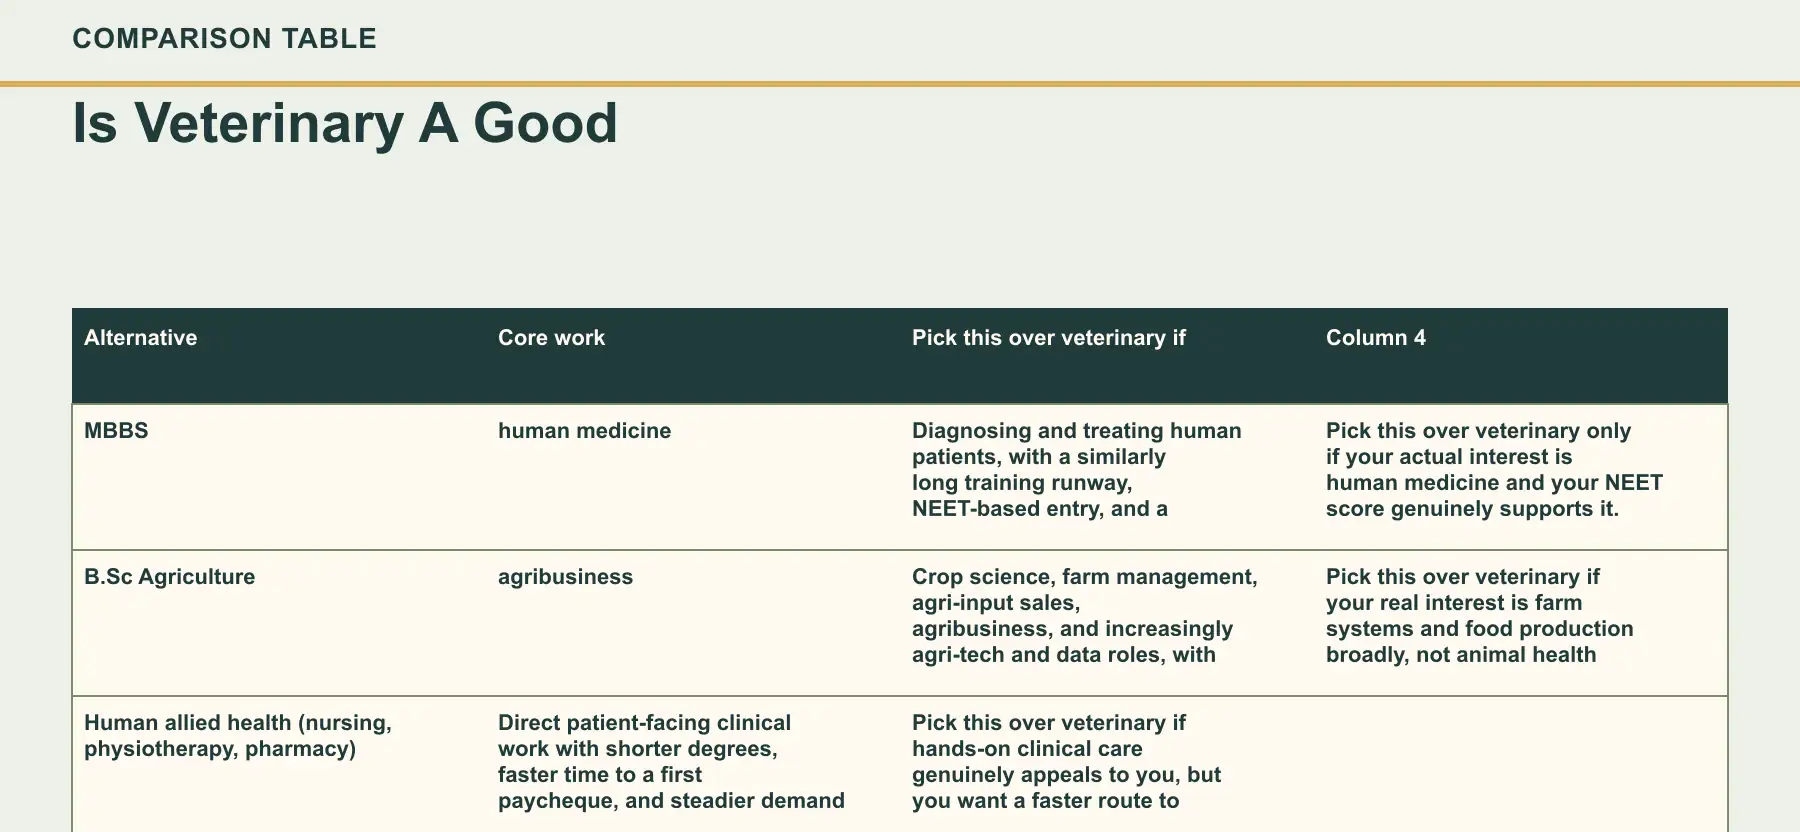 COMPARISON TABLE
Is Veterinary A Good
Alternative
Core work
Pick this over veterinary if
Column 4
MBBS
human medicine
Diagnosing and treating human
patients, with a similarly
long training runway,
NEET-based entry, and a
Pick this over veterinary only
if your actual interest is
human medicine and your NEET
score genuinely supports it.
B.Sc Agriculture
agribusiness
Crop science, farm management,
agri-input sales,
agribusiness, and increasingly
agri-tech and data roles, with
Pick this over veterinary if
your real interest is farm
systems and food production
broadly, not animal health
Human allied health (nursing,
physiotherapy, pharmacy)
Direct patient-facing clinical
work with shorter degrees,
faster time to a first
paycheque, and steadier demand
Pick this over veterinary if
hands-on clinical care
genuinely appeals to you, but
you want a faster route to